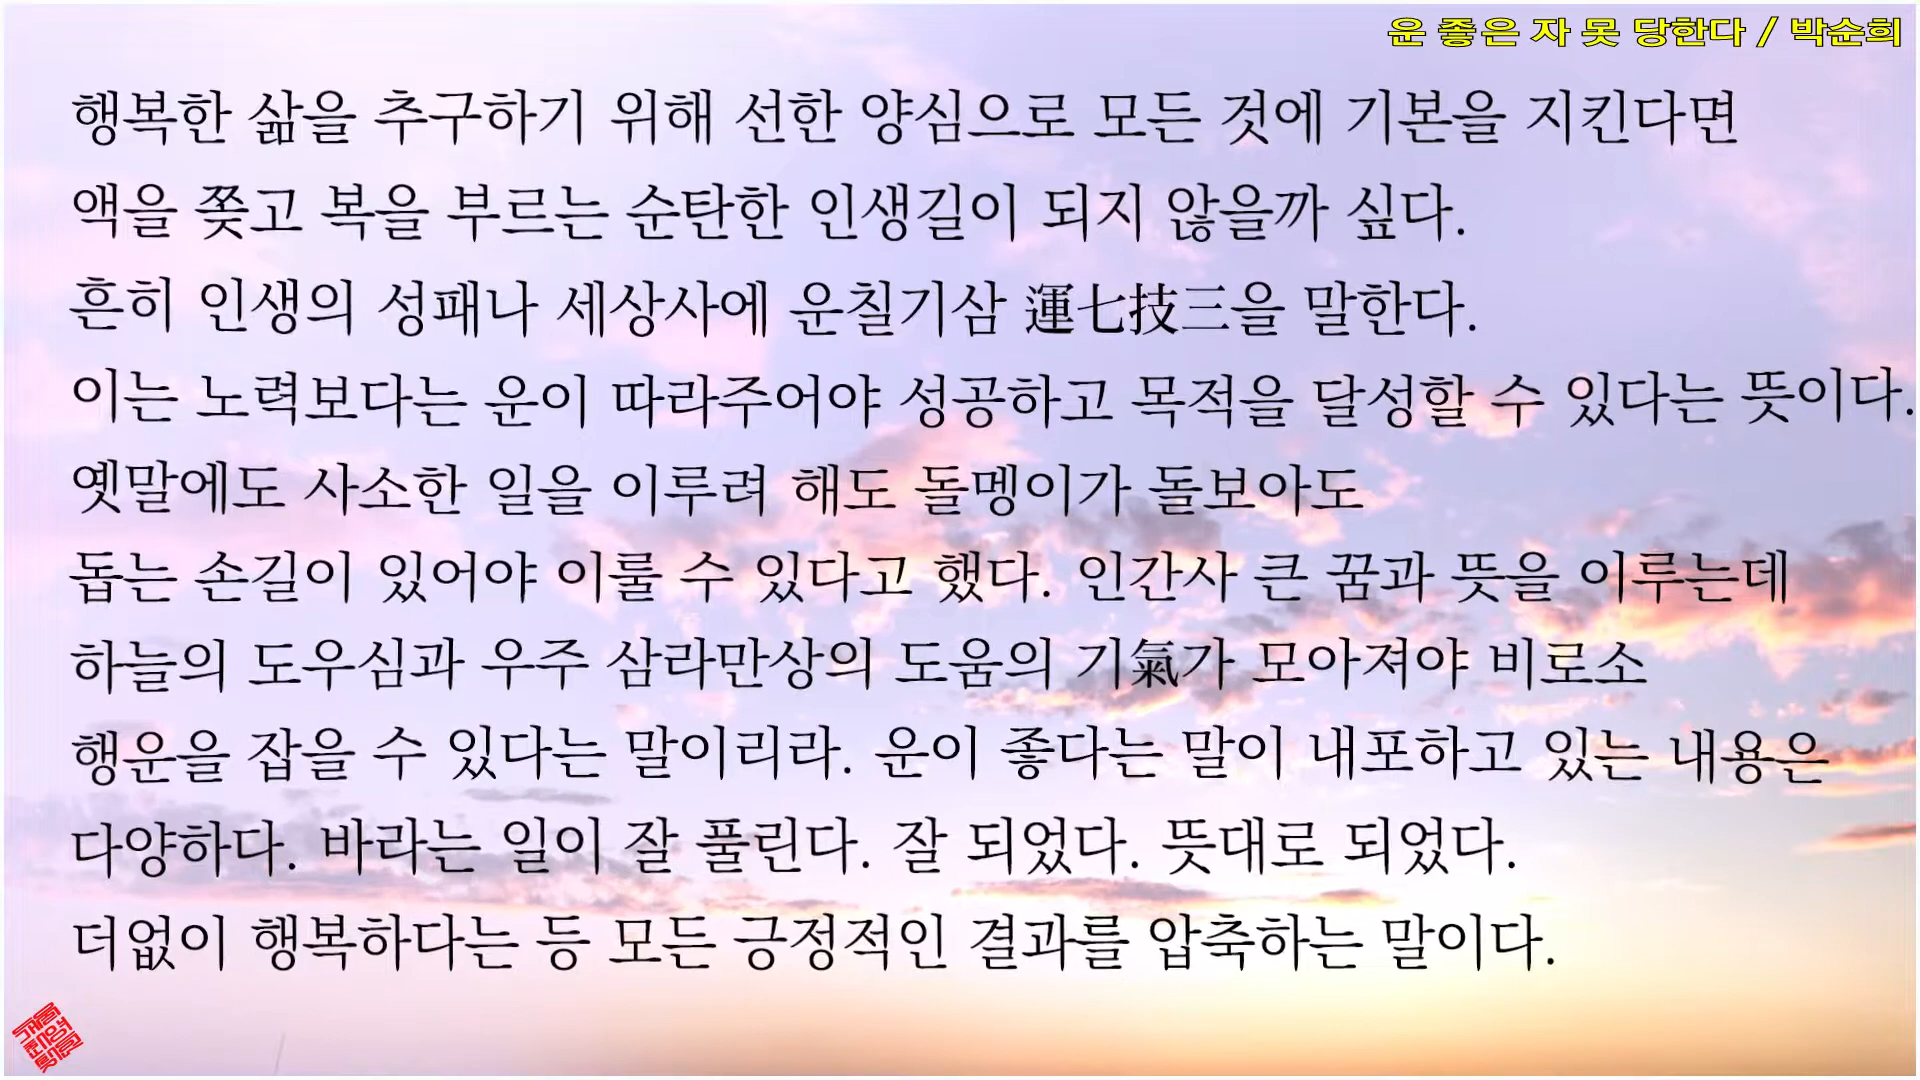 운 좋은 자 못 당한다 / 박순희
행복한 삶을 추구하기 위해 선한 양심으로 모든 것에 기본을 지킨다면
액을 쫒고 복을 부르는 순탄한 인생길이 되지 않을까 싶다.
흔히 인생의 성패나 세상사에 운칠기삼 運七技三을 말한다.
이는 노력보다는 운이 따라주어야 성공하고 목적을 달성할 수 있다는 뜻이다.
옛말에도 사소한 일을 이루려 해도 돌멩이가 돌보아도
돕는 손길이 있어야 이룰 수 있다고 했다. 인간사 큰 꿈과 뜻을 이루는데
하늘의 도우심과 우주 삼라만상의 도움의 기氣가 모아져야 비로소
행운을 잡을 수 있다는 말이리라. 운이 좋다는 말이 내포하고 있는 내용은
다양하다. 바라는 일이 잘 풀린다. 잘 되었다. 뜻대로 되었다.
더없이 행복하다는 등 모든 긍정적인 결과를 압축하는 말이다.